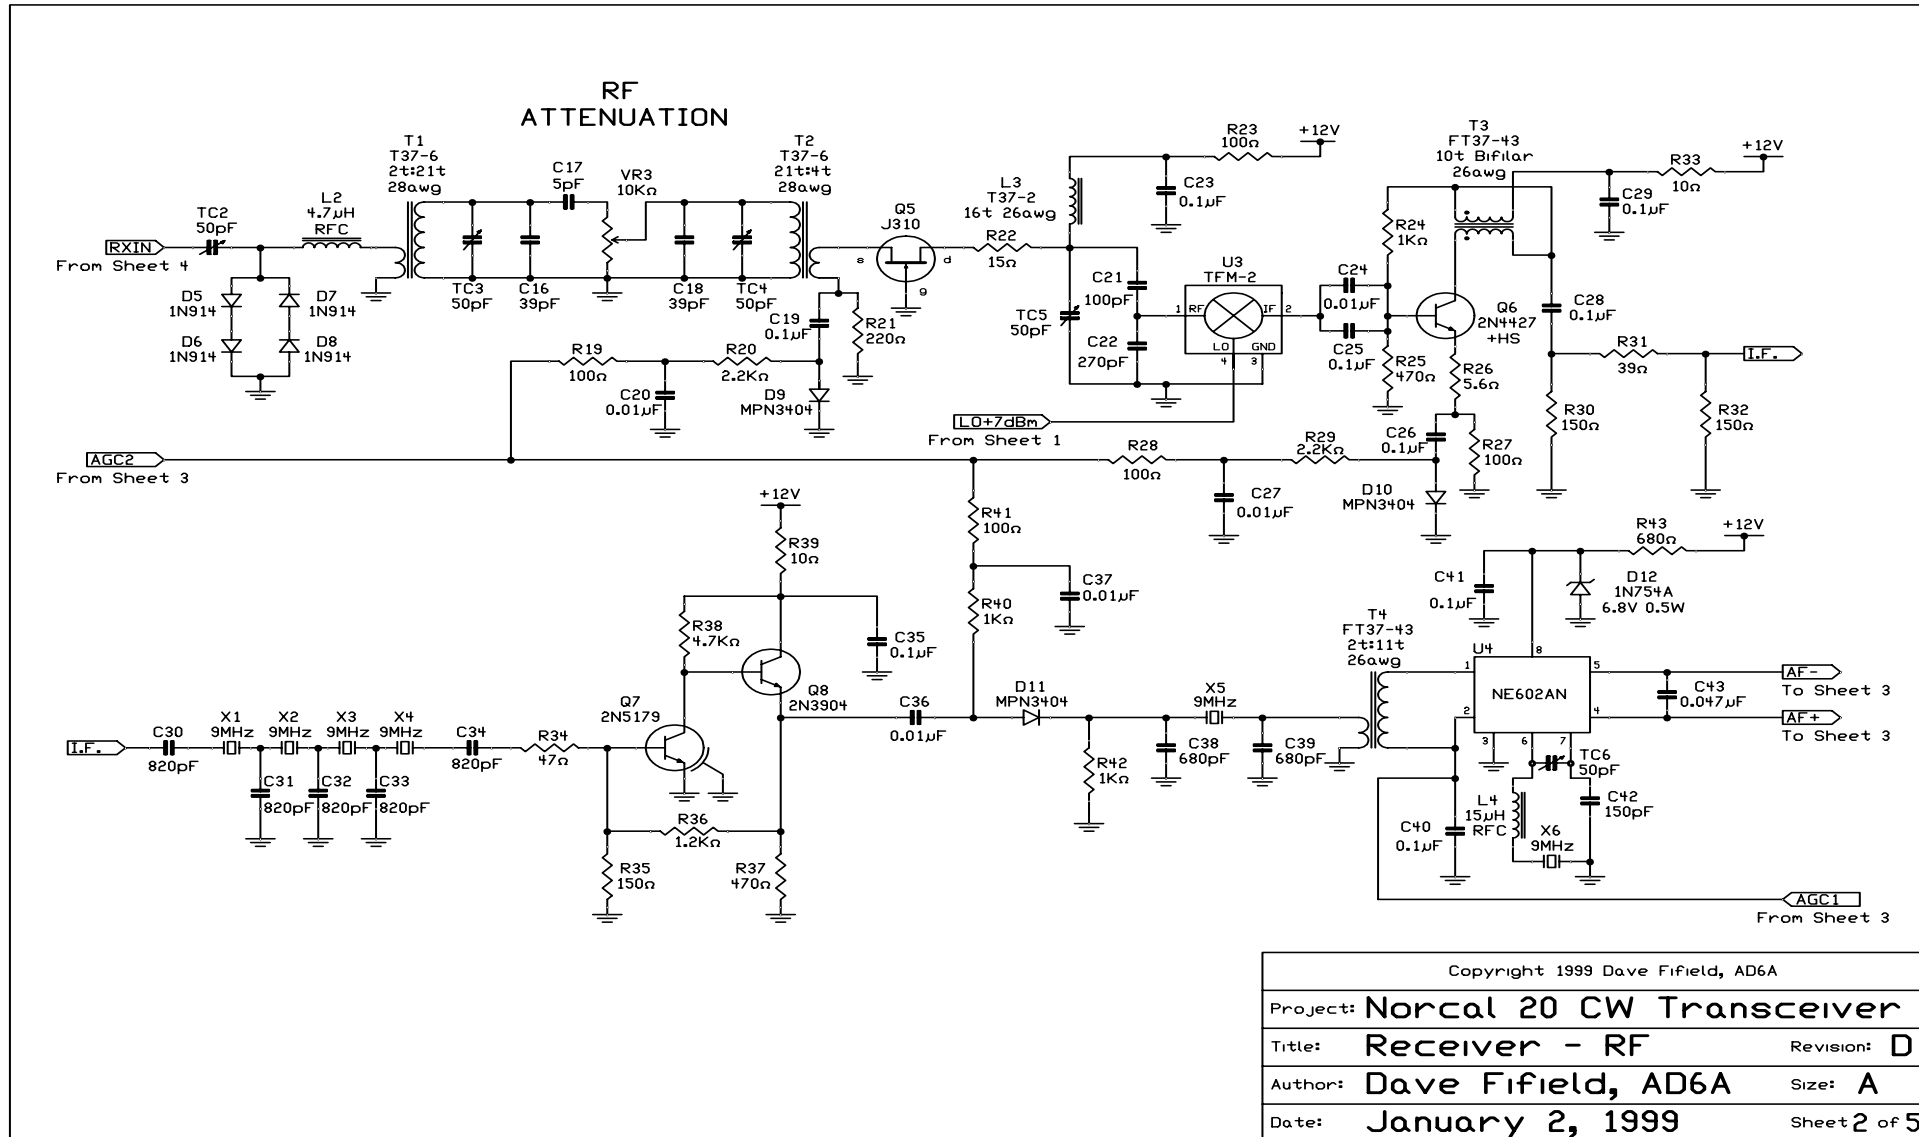 RF
ATTENUATION
T1
T37-6
2t:21t
28awg
C17
5pF
VR3
10KΩ
T2
T37-6
21t:4t
28awg
L2
4.7µH
RFC
TC2
50pF
RXIN
From Sheet 4
D5
1N914
D7
1N914
D6
1N914
D8
1N914
TC3
50pF
C16
39pF
C18
39pF
TC4
50pF
Q5
J310
s
d
g
C19
0.1µF
R21
220Ω
R19
100Ω
R20
2.2KΩ
C20
0.01µF
D9
MPN3404
AGC2
From Sheet 3
R22
15Ω
L3
T37-2
16t 26awg
C23
0.1µF
R23
100Ω
+12V
TC5
50pF
C21
100pF
C22
270pF
U3
TFM-2
1
RF
IF
2
LO
GND
4
3
LO+7dBm
From Sheet 1
C24
0.01µF
C25
0.1µF
R24
1KΩ
R25
470Ω
T3
FT37-43
10t Bifilar
26awg
Q6
2N4427
+HS
R26
5.6Ω
C26
0.1µF
R27
100Ω
C29
0.1µF
R33
10Ω
+12V
C28
0.1µF
R31
39Ω
I.F.
R30
150Ω
R32
150Ω
R28
100Ω
R29
2.2KΩ
C27
0.01µF
D10
MPN3404
+12V
R39
10Ω
R38
4.7KΩ
C35
0.1µF
Q8
2N3904
Q7
2N5179
R41
100Ω
R40
1KΩ
C37
0.01µF
C36
0.01µF
D11
MPN3404
R42
1KΩ
C38
680pF
X5
9MHz
C39
680pF
T4
FT37-43
2t:11t
26awg
I.F.
C30
820pF
X1
9MHz
X2
9MHz
X3
9MHz
X4
9MHz
C31
820pF
C32
820pF
C33
820pF
C34
820pF
R34
47Ω
R36
1.2KΩ
R35
150Ω
R37
470Ω
C41
0.1µF
D12
1N754A
6.8V 0.5W
R43
680Ω
+12V
U4
NE602AN
1
2
8
5
4
3
6
7
C43
0.047µF
AF-
To Sheet 3
AF+
To Sheet 3
TC6
50pF
C42
150pF
L4
15µH
RFC
X6
9MHz
C40
0.1µF
AGC1
From Sheet 3
Copyright 1999 Dave Fifield, AD6A
Project: Norcal 20 CW Transceiver
Title: Receiver - RF Revision: D
Author: Dave Fifield, AD6A Size: A
Date: January 2, 1999 Sheet 2 of 5